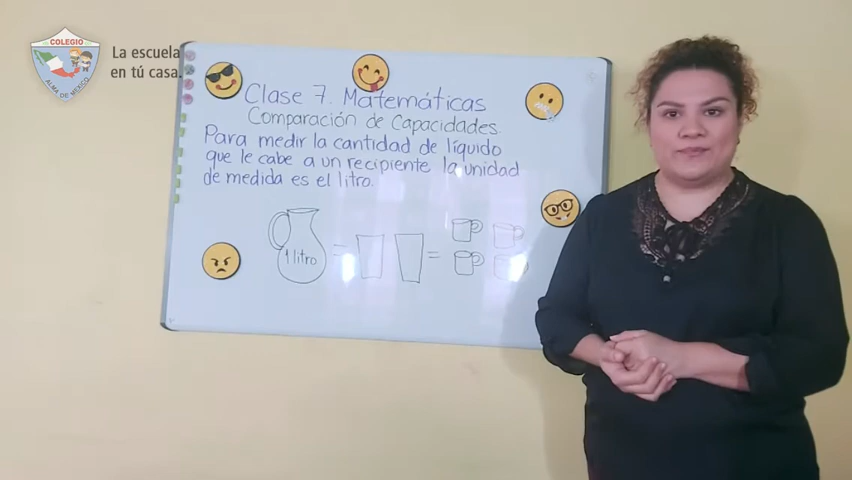 COLEGIO
ALMA DE MÉXICO
La escuela
en tú casa.
Clase 7. Matemáticas
Comparación de Capacidades.
Para medir la cantidad de líquido
que le cabe a un recipiente la unidad
de medida es el litro.
1 litro = =